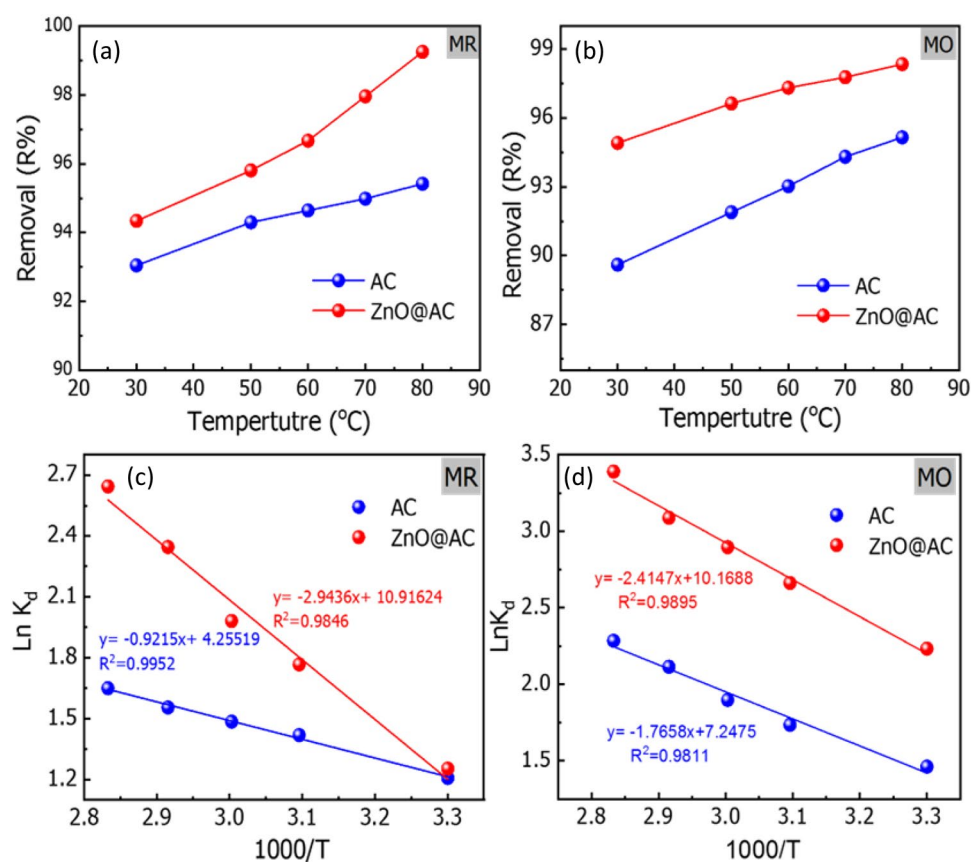 (a)
MR
Removal (R%)
100
98
96
94
92
90
AC
ZnO@AC
20 30 40 50 60 70 80 90
Tempertutre (°C)
(b)
MO
Removal (R%)
99
96
93
90
87
AC
ZnO@AC
20 30 40 50 60 70 80 90
Tempertutre (°C)
(c)
MR
Ln Kd
2.7
2.4
2.1
1.8
1.5
1.2
AC
ZnO@AC
y= -2.9436x+ 10.91624
R²=0.9846
y= -0.9215x+ 4.25519
R²=0.9952
2.8 2.9 3.0 3.1 3.2 3.3
1000/T
(d)
MO
LnKd
3.5
3.0
2.5
2.0
1.5
AC
ZnO@AC
y= -2.4147x+10.1688
R²=0.9895
y= -1.7658x+7.2475
R²=0.9811
2.8 2.9 3.0 3.1 3.2 3.3
1000/T